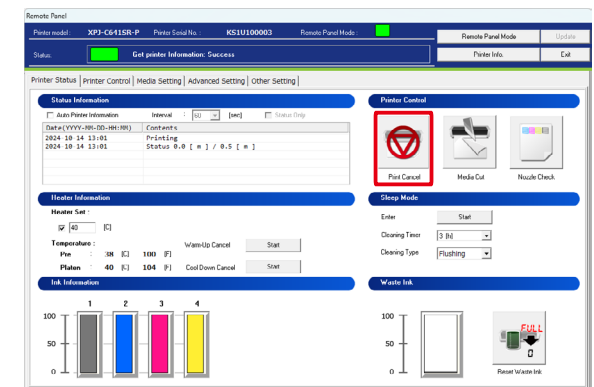 Remote Panel
Printer model : XPJ-C641SR-P Printer Serial No. : KS1U100003 Remote Panel Mode :
Remote Panel Mode Update
Status: Get printer Information: Success
Printer Info. Exit
Printer Status Printer Control Media Setting Advanced Setting Other Setting
Status Information
Auto Printer Information Interval : 60 [sec] Status Only
Date(YYYY-MM-DD-HH:MM) Contents
2024-10-14 13:01 Printing
2024-10-14 13:01 Status 0.0 [ m ] / 0.5 [ m ]
Printer Control
Print Cancel Media Cut Nozzle Check
Heater Information
Heater Set :
40 [C]
Temperature :
Pre : 38 [C] 100 [F]
Platen : 40 [C] 104 [F]
Warm-Up Cancel Start
Cool Down Cancel Start
Sleep Mode
Enter Start
Cleaning Timer 3 [h]
Cleaning Type Flushing
Ink Information
1 2 3 4
100
50
0
Waste Ink
100
50
0
FULL
0
Reset Waste Ink